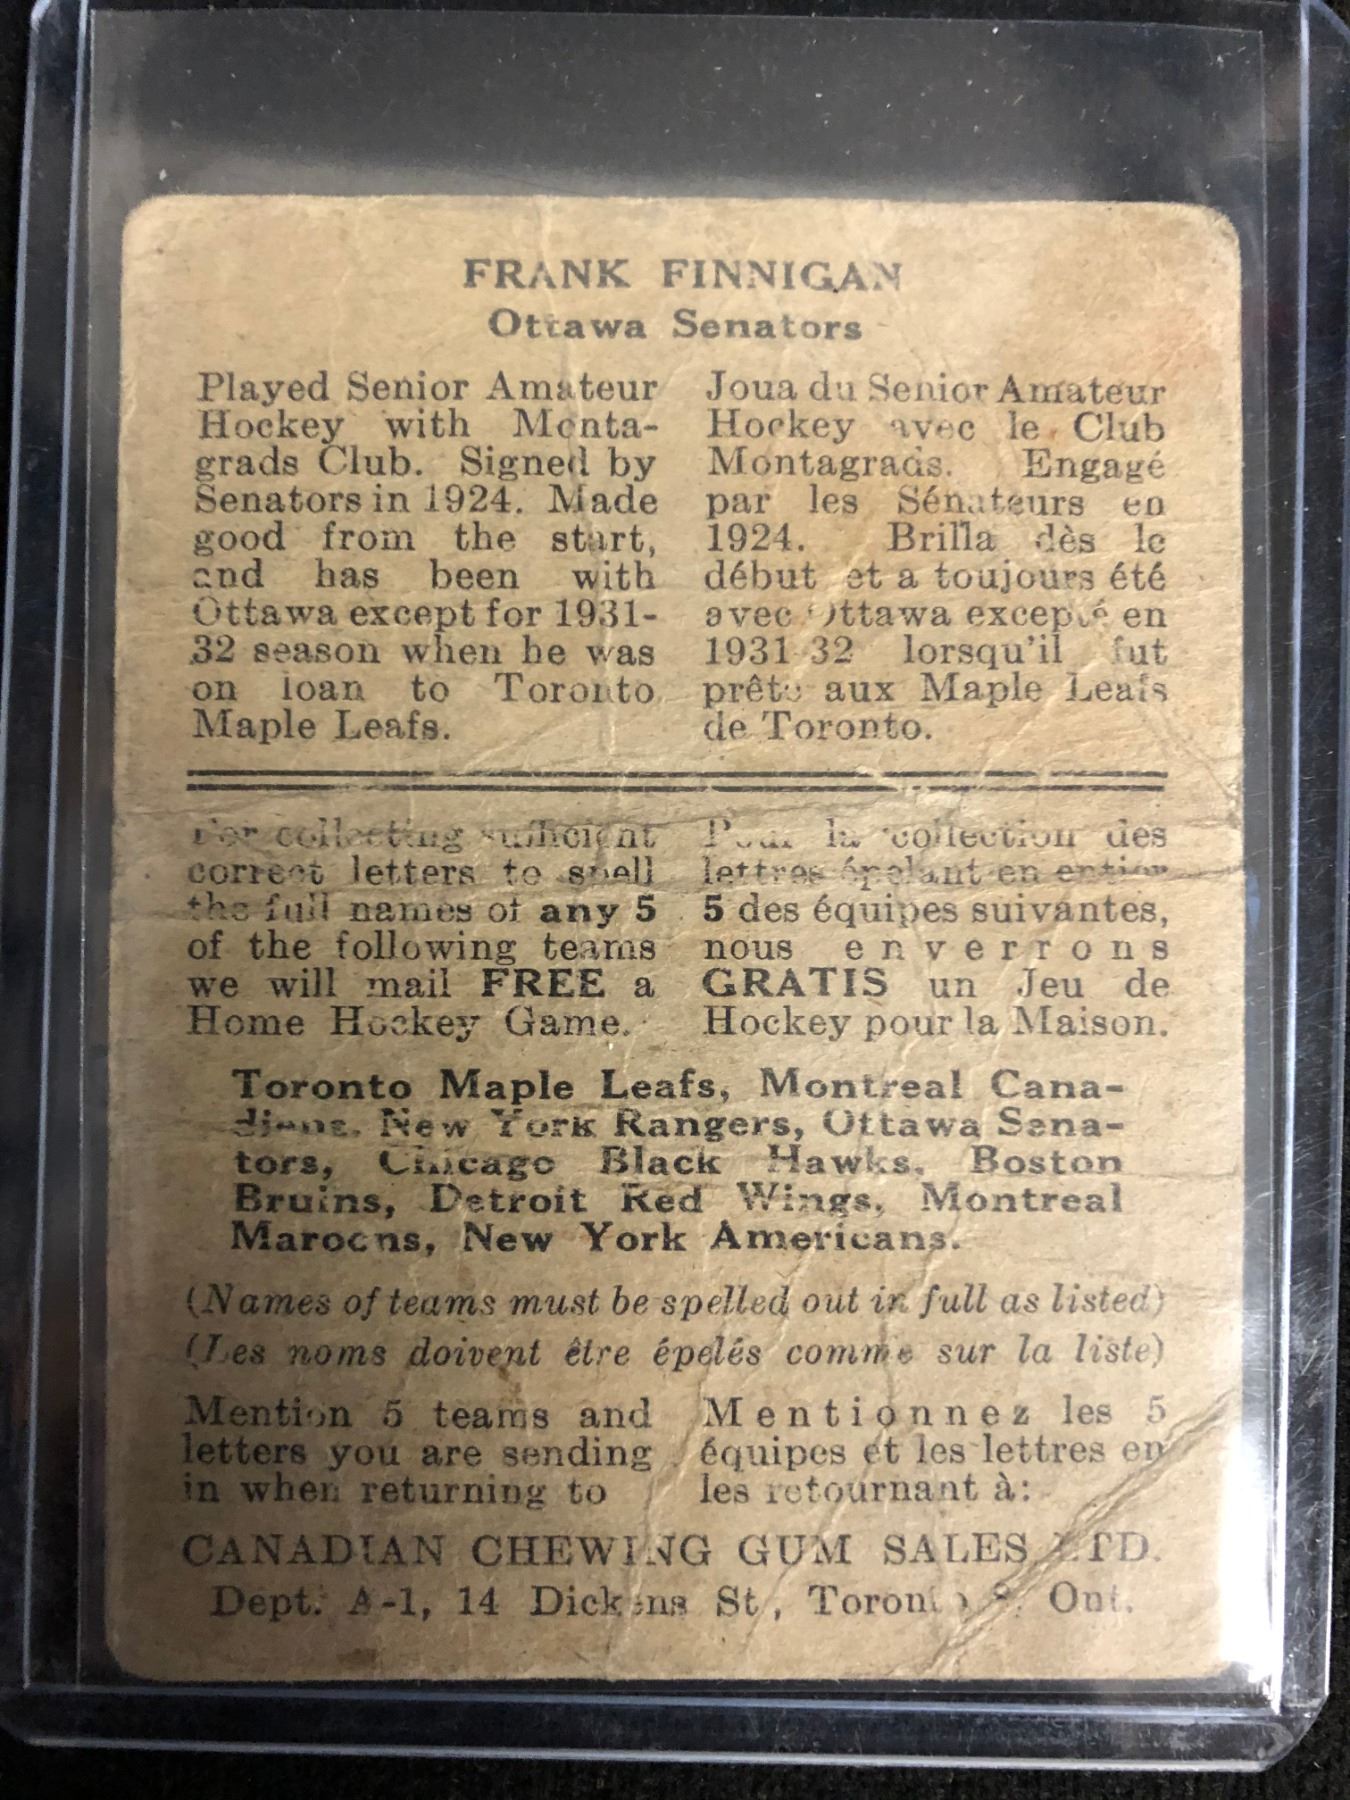 FRANK FINNIGAN
Ottawa Senators
Played Senior Amateur
Hockey with Monta-
grads Club. Signed by
Senators in 1924. Made
good from the start,
and has been with
Ottawa except for 1931-
32 season when he was
on loan to Toronto
Maple Leafs.
Joua du Senior Amateur
Hockey avec le Club
Montagrads. Engagé
par les Sénateurs en
1924. Brilla dès le
début et a toujours été
avec Ottawa excepté en
1931-32 lorsqu'il fut
prêté aux Maple Leafs
de Toronto.
For collecting sufficient
correct letters to spell
the full names of any 5
of the following teams
we will mail FREE a
Home Hockey Game.
Pour la collection des
lettres épelant en entier
5 des équipes suivantes,
nous enverrons
GRATIS un Jeu de
Hockey pour la Maison.
Toronto Maple Leafs, Montreal Cana-
diens, New York Rangers, Ottawa Sena-
tors, Chicago Black Hawks, Boston
Bruins, Detroit Red Wings, Montreal
Maroons, New York Americans.
(Names of teams must be spelled out in full as listed)
(Les noms doivent être épelés comme sur la liste)
Mention 5 teams and
letters you are sending
in when returning to
Mentionnez les 5
équipes et les lettres en
les retournant à:
CANADIAN CHEWING GUM SALES LTD.
Dept. A-1, 14 Dickens St., Toronto 8, Ont.